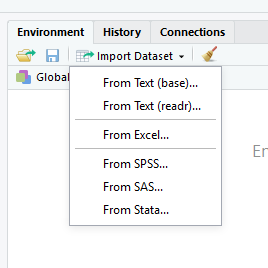 Environment History Connections
Import Dataset
Global
From Text (base)...
From Text (readr)...
From Excel...
From SPSS...
From SAS...
From Stata...
En